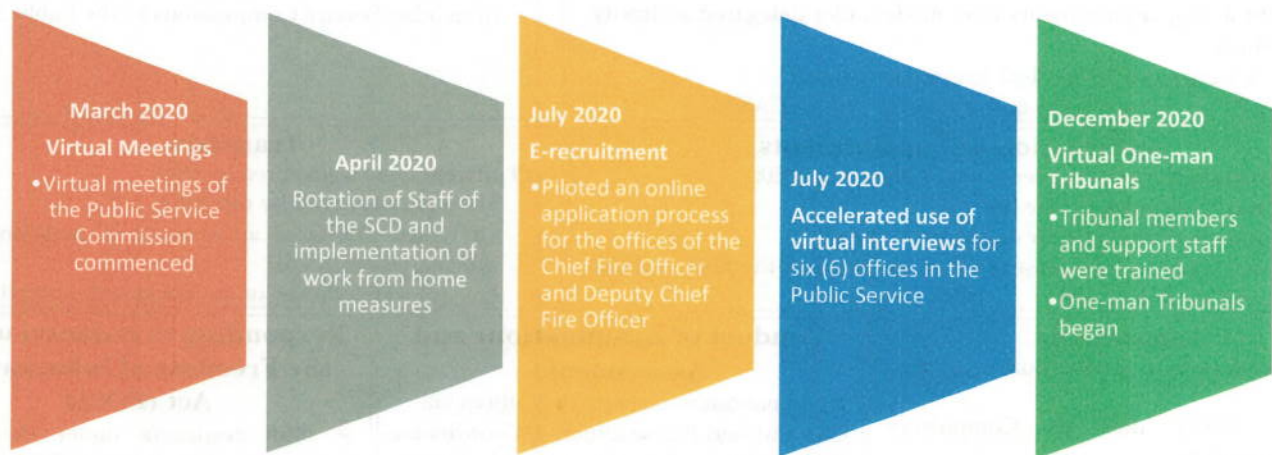 March 2020
Virtual Meetings
•Virtual meetings of
the Public Service
Commission
commenced
April 2020
Rotation of Staff of
the SCD and
implementation of
work from home
measures
July 2020
E-recruitment
•Piloted an online
application process
for the offices of the
Chief Fire Officer
and Deputy Chief
Fire Officer
July 2020
Accelerated use of
virtual interviews for
six (6) offices in the
Public Service
December 2020
Virtual One-man
Tribunals
•Tribunal members
and support staff
were trained
•One-man Tribunals
began